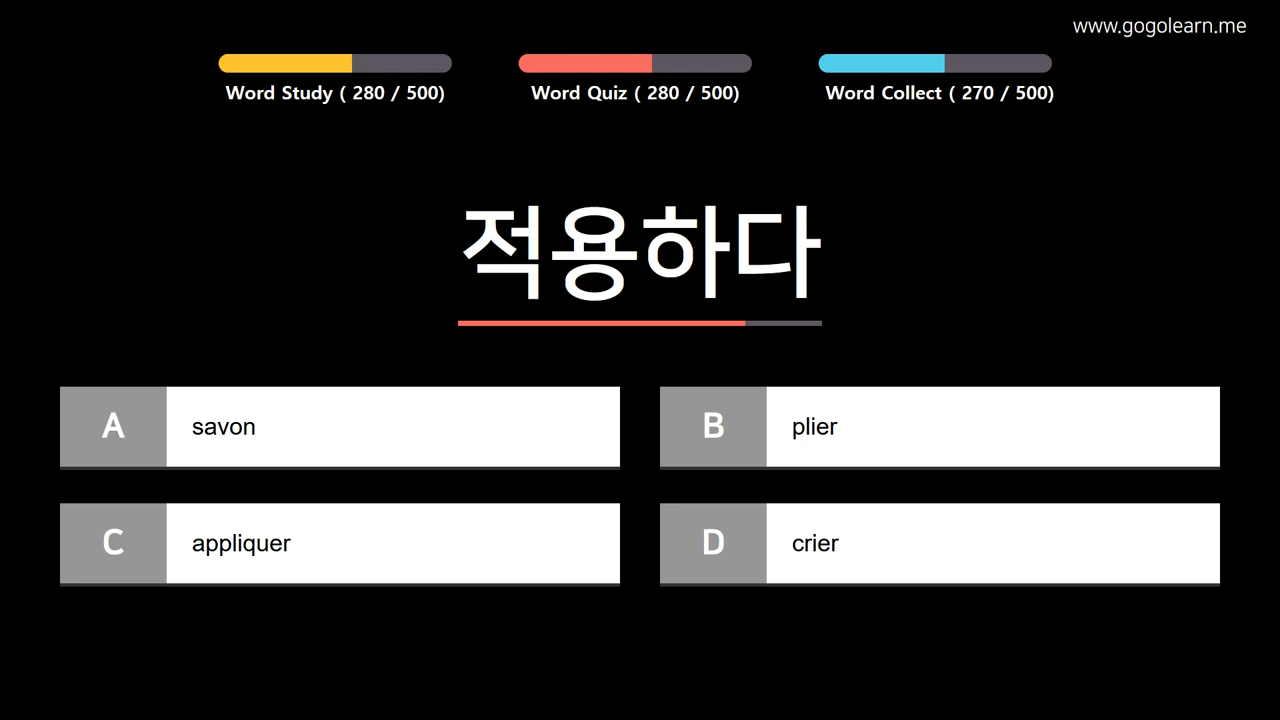 www.gogolearn.me
Word Study ( 280 / 500)
Word Quiz ( 280 / 500)
Word Collect ( 270 / 500)
적용하다
A
savon
B
plier
C
appliquer
D
crier